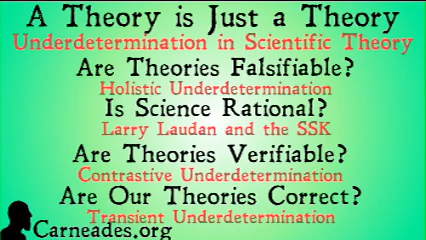 A Theory is Just a Theory
Underdetermination in Scientific Theory
Are Theories Falsifiable?
Holistic Underdetermination
Is Science Rational?
Larry Laudan and the SSK
Are Theories Verifiable?
Contrastive Underdetermination
Are Our Theories Correct?
Transient Underdetermination
Carneades.org